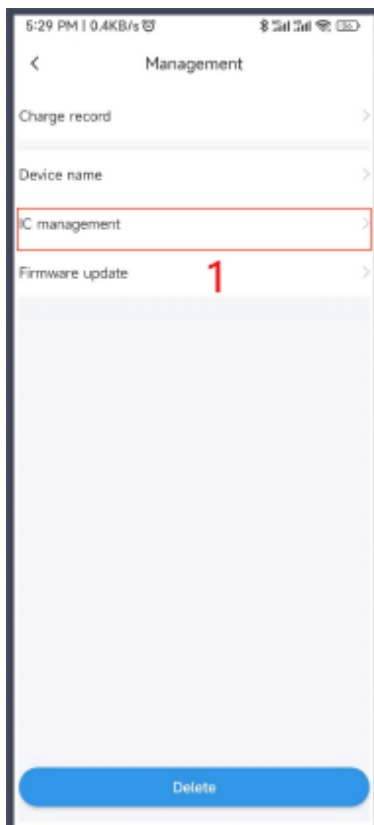 5:29 PM | 0.4KB/s
Management
Charge record
Device name
IC management
Firmware update
1
Delete